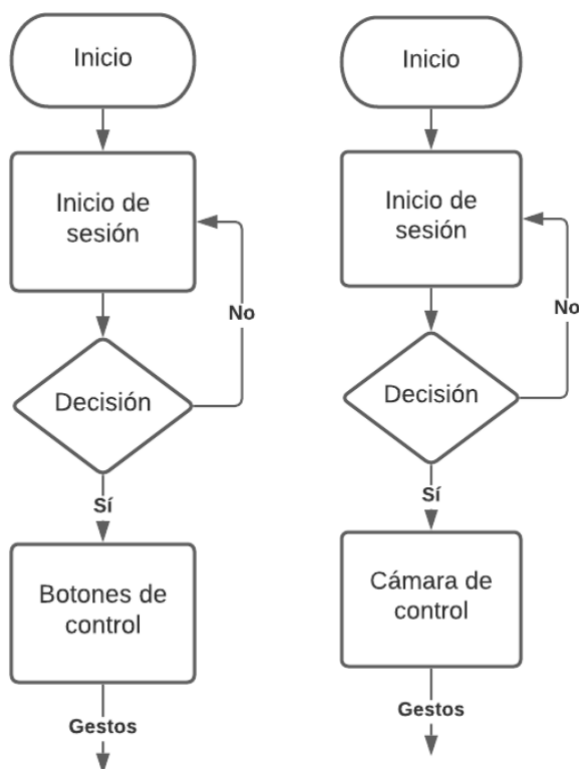 Inicio
Inicio de
sesión
No
Decisión
Sí
Botones de
control
Gestos
Inicio
Inicio de
sesión
No
Decisión
Sí
Cámara de
control
Gestos